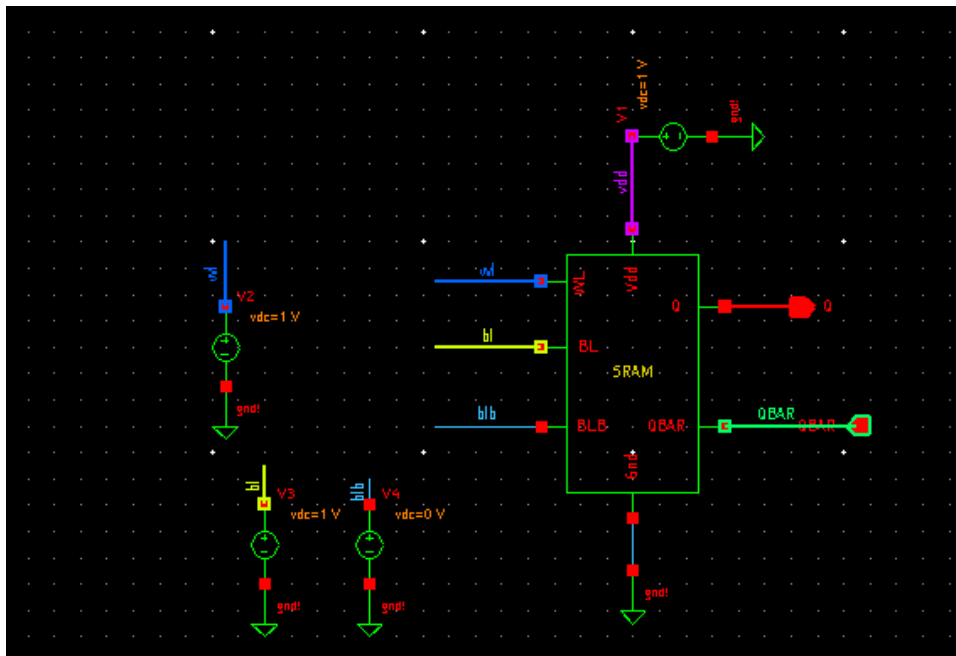 vdc=1 V
V1
gnd!
vdd
wl
V2
vdc=1 V
gnd!
wl
WL
Vdd
Q
Q
bl
BL
SRAM
blb
BLB
QBAR
QBAR
QBAR
Gnd
bl
V3
vdc=1 V
gnd!
blb
V4
vdc=0 V
gnd!
gnd!